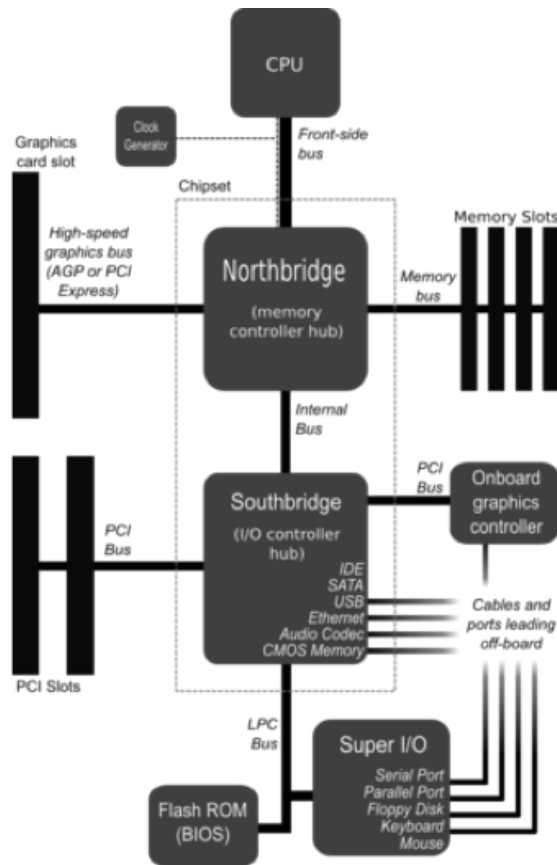 CPU
Clock
Generator
Front-side
bus
Graphics
card slot
Chipset
High-speed
graphics bus
(AGP or PCI
Express)
Northbridge
(memory
controller hub)
Memory Slots
Memory
bus
Internal
Bus
PCI
Bus
Southbridge
(I/O controller
hub)
PCI
Bus
Onboard
graphics
controller
IDE
SATA
USB
Ethernet
Audio Codec
CMOS Memory
Cables and
ports leading
off-board
PCI Slots
LPC
Bus
Super I/O
Serial Port
Parallel Port
Floppy Disk
Keyboard
Mouse
Flash ROM
(BIOS)